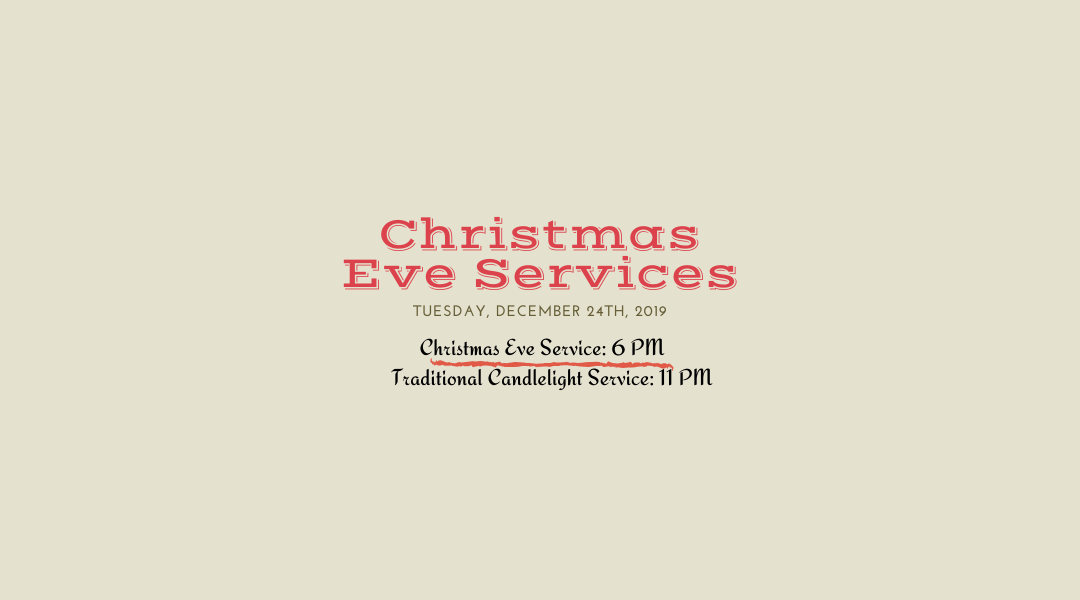 Christmas
Eve Services
TUESDAY, DECEMBER 24TH, 2019
Christmas Eve Service: 6 PM
Traditional Candlelight Service: 11 PM